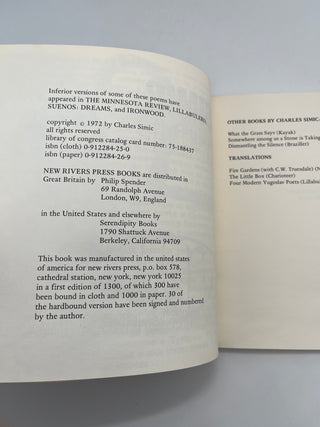 Inferior versions of some of these poems have
appeared in THE MINNESOTA REVIEW, LILLABULERO,
SUENOS: DREAMS, and IRONWOOD.
copyright © 1972 by Charles Simic
all rights reserved
library of congress catalog card number: 75-188437
isbn (cloth) 0-912284-25-0
isbn (paper) 0-912284-26-9
NEW RIVERS PRESS BOOKS are distributed in
Great Britain by Philip Spender
69 Randolph Avenue
London, W9, England
in the United States and elsewhere by
Serendipity Books
1790 Shattuck Avenue
Berkeley, California 94709
This book was manufactured in the united states
of america for new rivers press, p.o. box 578,
cathedral station, new york, new york 10025
in a first edition of 1300, of which 300 have
been bound in cloth and 1000 in paper. 30 of
the hardbound version have been signed and numbered
by the author.
OTHER BOOKS BY CHARLES SIMIC
What the Grass Says (Kayak)
Somewhere among us a Stone is Taking
Dismantling the Silence (Braziller)
TRANSLATIONS
Fire Gardens (with C.W. Truesdale) (N
The Little Box (Charioteer)
Four Modern Yugoslav Poets (Lillabul